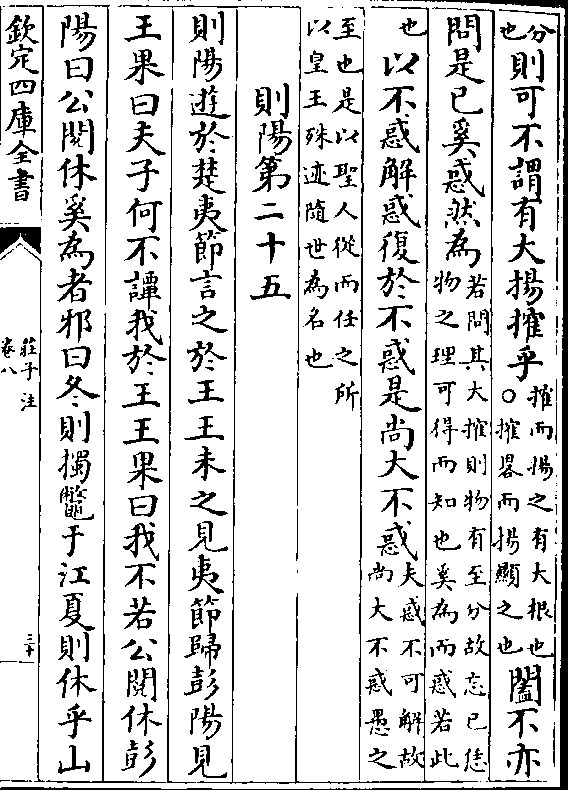 分也則可不謂有大揚搉乎搉而揚之有大根也○搉畧而揚顯之也闔不亦
問是已奚惑然為若問其大搉則物有至分故忘已恁物之理可得而知也奚為而惑若此
也以不惑解惑復於不惑是尚大不惑夫惑不可解故尚大不惑愚之
至也是以聖人從而任之所以皇王殊迹隨世為名也
則陽第二十五
則陽遊於楚夷節言之於王王未之見夷節歸彭陽見
王果曰夫子何不譚我於王王果曰我不若公閱休彭
陽曰公閱休奚為者邪曰冬則擉鼈于江夏則休乎山
欽定四庫全書
莊子注
卷八
三十